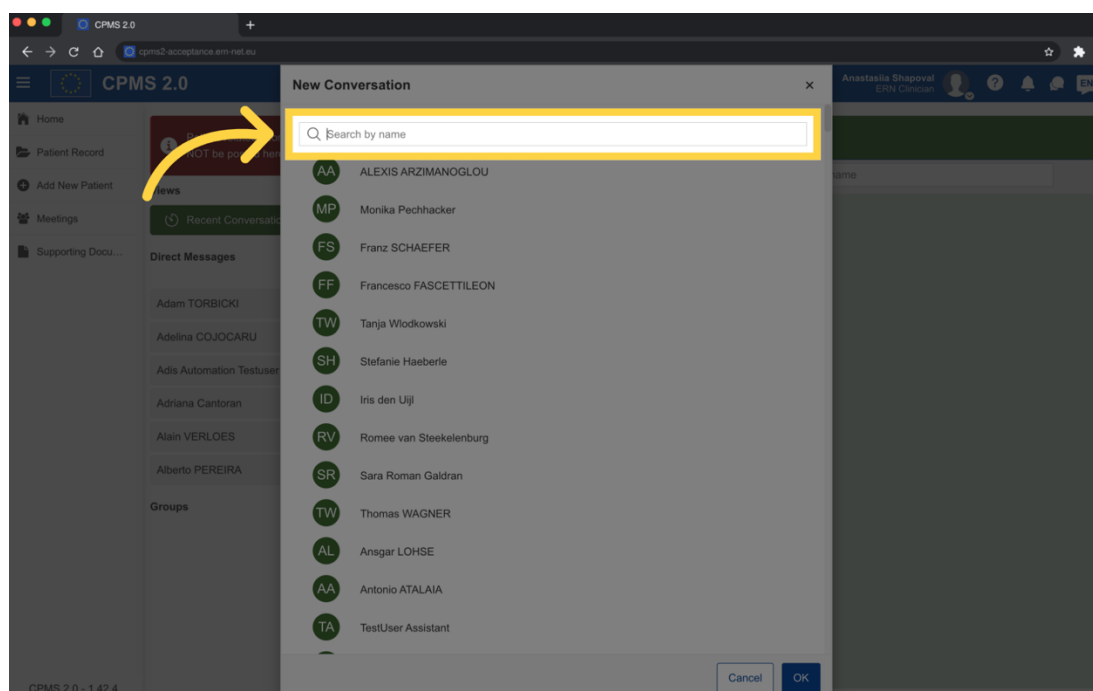 CPMS 2.0
cpms2-acceptance.ern-net.eu
CPMS 2.0
New Conversation
×
Anastasiia Shapoval
ERN Clinician
EN
Home
Patient Record
Add New Patient
Meetings
Supporting Docu...
NOT be po
her
Views
Recent Conversatio
Direct Messages
Adam TORBICKI
Adelina COJOCARU
Adis Automation Testuser
Adriana Cantoran
Alain VERLOES
Alberto PEREIRA
Groups
Search by name
name
AA ALEXIS ARZIMANOGLOU
MP Monika Pechhacker
FS Franz SCHAEFER
FF Francesco FASCETTILEON
TW Tanja Wlodkowski
SH Stefanie Haeberle
ID Iris den Uijl
RV Romee van Steekelenburg
SR Sara Roman Galdran
TW Thomas WAGNER
AL Ansgar LOHSE
AA Antonio ATALAIA
TA TestUser Assistant
Cancel
OK
CPMS 2.0 - 1.42.4